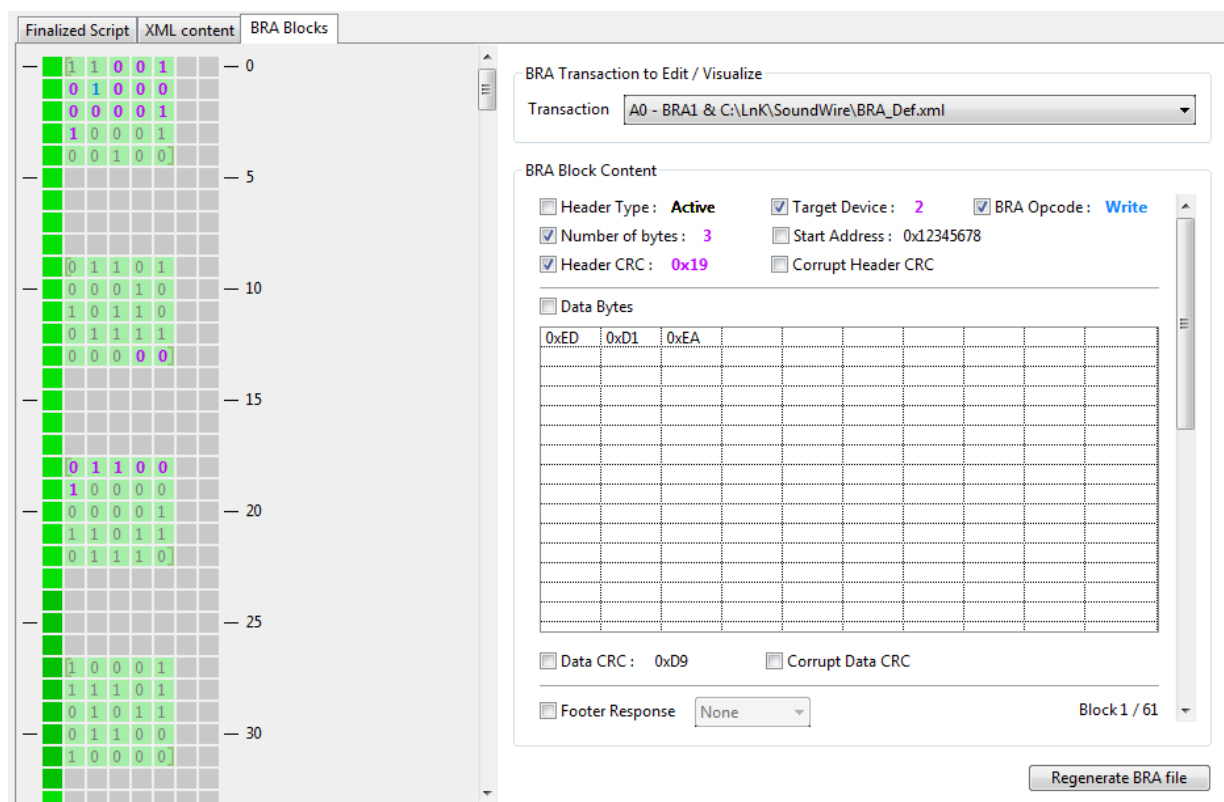 Finalized Script XML content BRA Blocks
[1 1 0 0 1 0
0 1 0 0 0
0 0 0 0 1
1 0 0 0 1
0 0 1 0 0]
5
[0 1 1 0 1
0 0 0 1 0 10
1 0 1 1 0
0 1 1 1 1
0 0 0 0 0]
15
[0 1 1 0 0
1 0 0 0 0
0 0 0 0 1 20
1 1 0 1 1
0 1 1 1 0]
25
[1 0 0 0 1
1 1 1 0 1
0 1 0 1 1
0 1 1 0 0 30
1 0 0 0 0]
BRA Transaction to Edit / Visualize
Transaction A0 - BRA1 & C:\LnK\SoundWire\BRA_Def.xml
BRA Block Content
Header Type : Active Target Device : 2 BRA Opcode : Write
Number of bytes : 3 Start Address : 0x12345678
Header CRC : 0x19 Corrupt Header CRC
Data Bytes
0xED 0xD1 0xEA
Data CRC : 0xD9 Corrupt Data CRC
Footer Response None Block 1 / 61
Regenerate BRA file